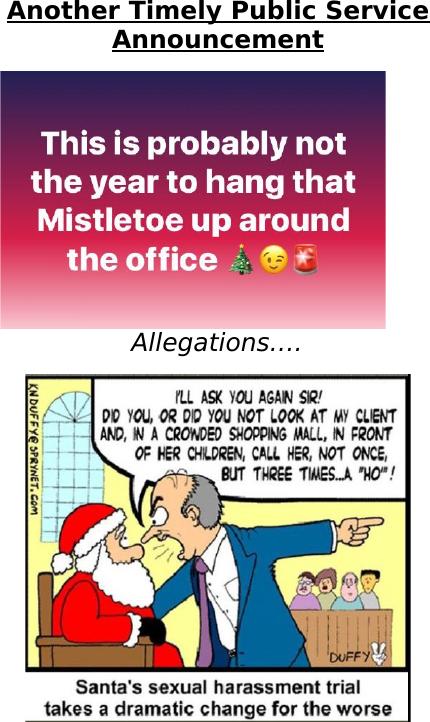 Another Timely Public Service
Announcement
This is probably not
the year to hang that
Mistletoe up around
the office 🎄😉🚨
Allegations....
KNDUFFY@SPRYNET.COM
I'LL ASK YOU AGAIN SIR!
DID YOU, OR DID YOU NOT LOOK AT MY CLIENT
AND, IN A CROWDED SHOPPING MALL, IN FRONT
OF HER CHILDREN, CALL HER, NOT ONCE,
BUT THREE TIMES...A "HO"!
DUFFY
Santa's sexual harassment trial
takes a dramatic change for the worse